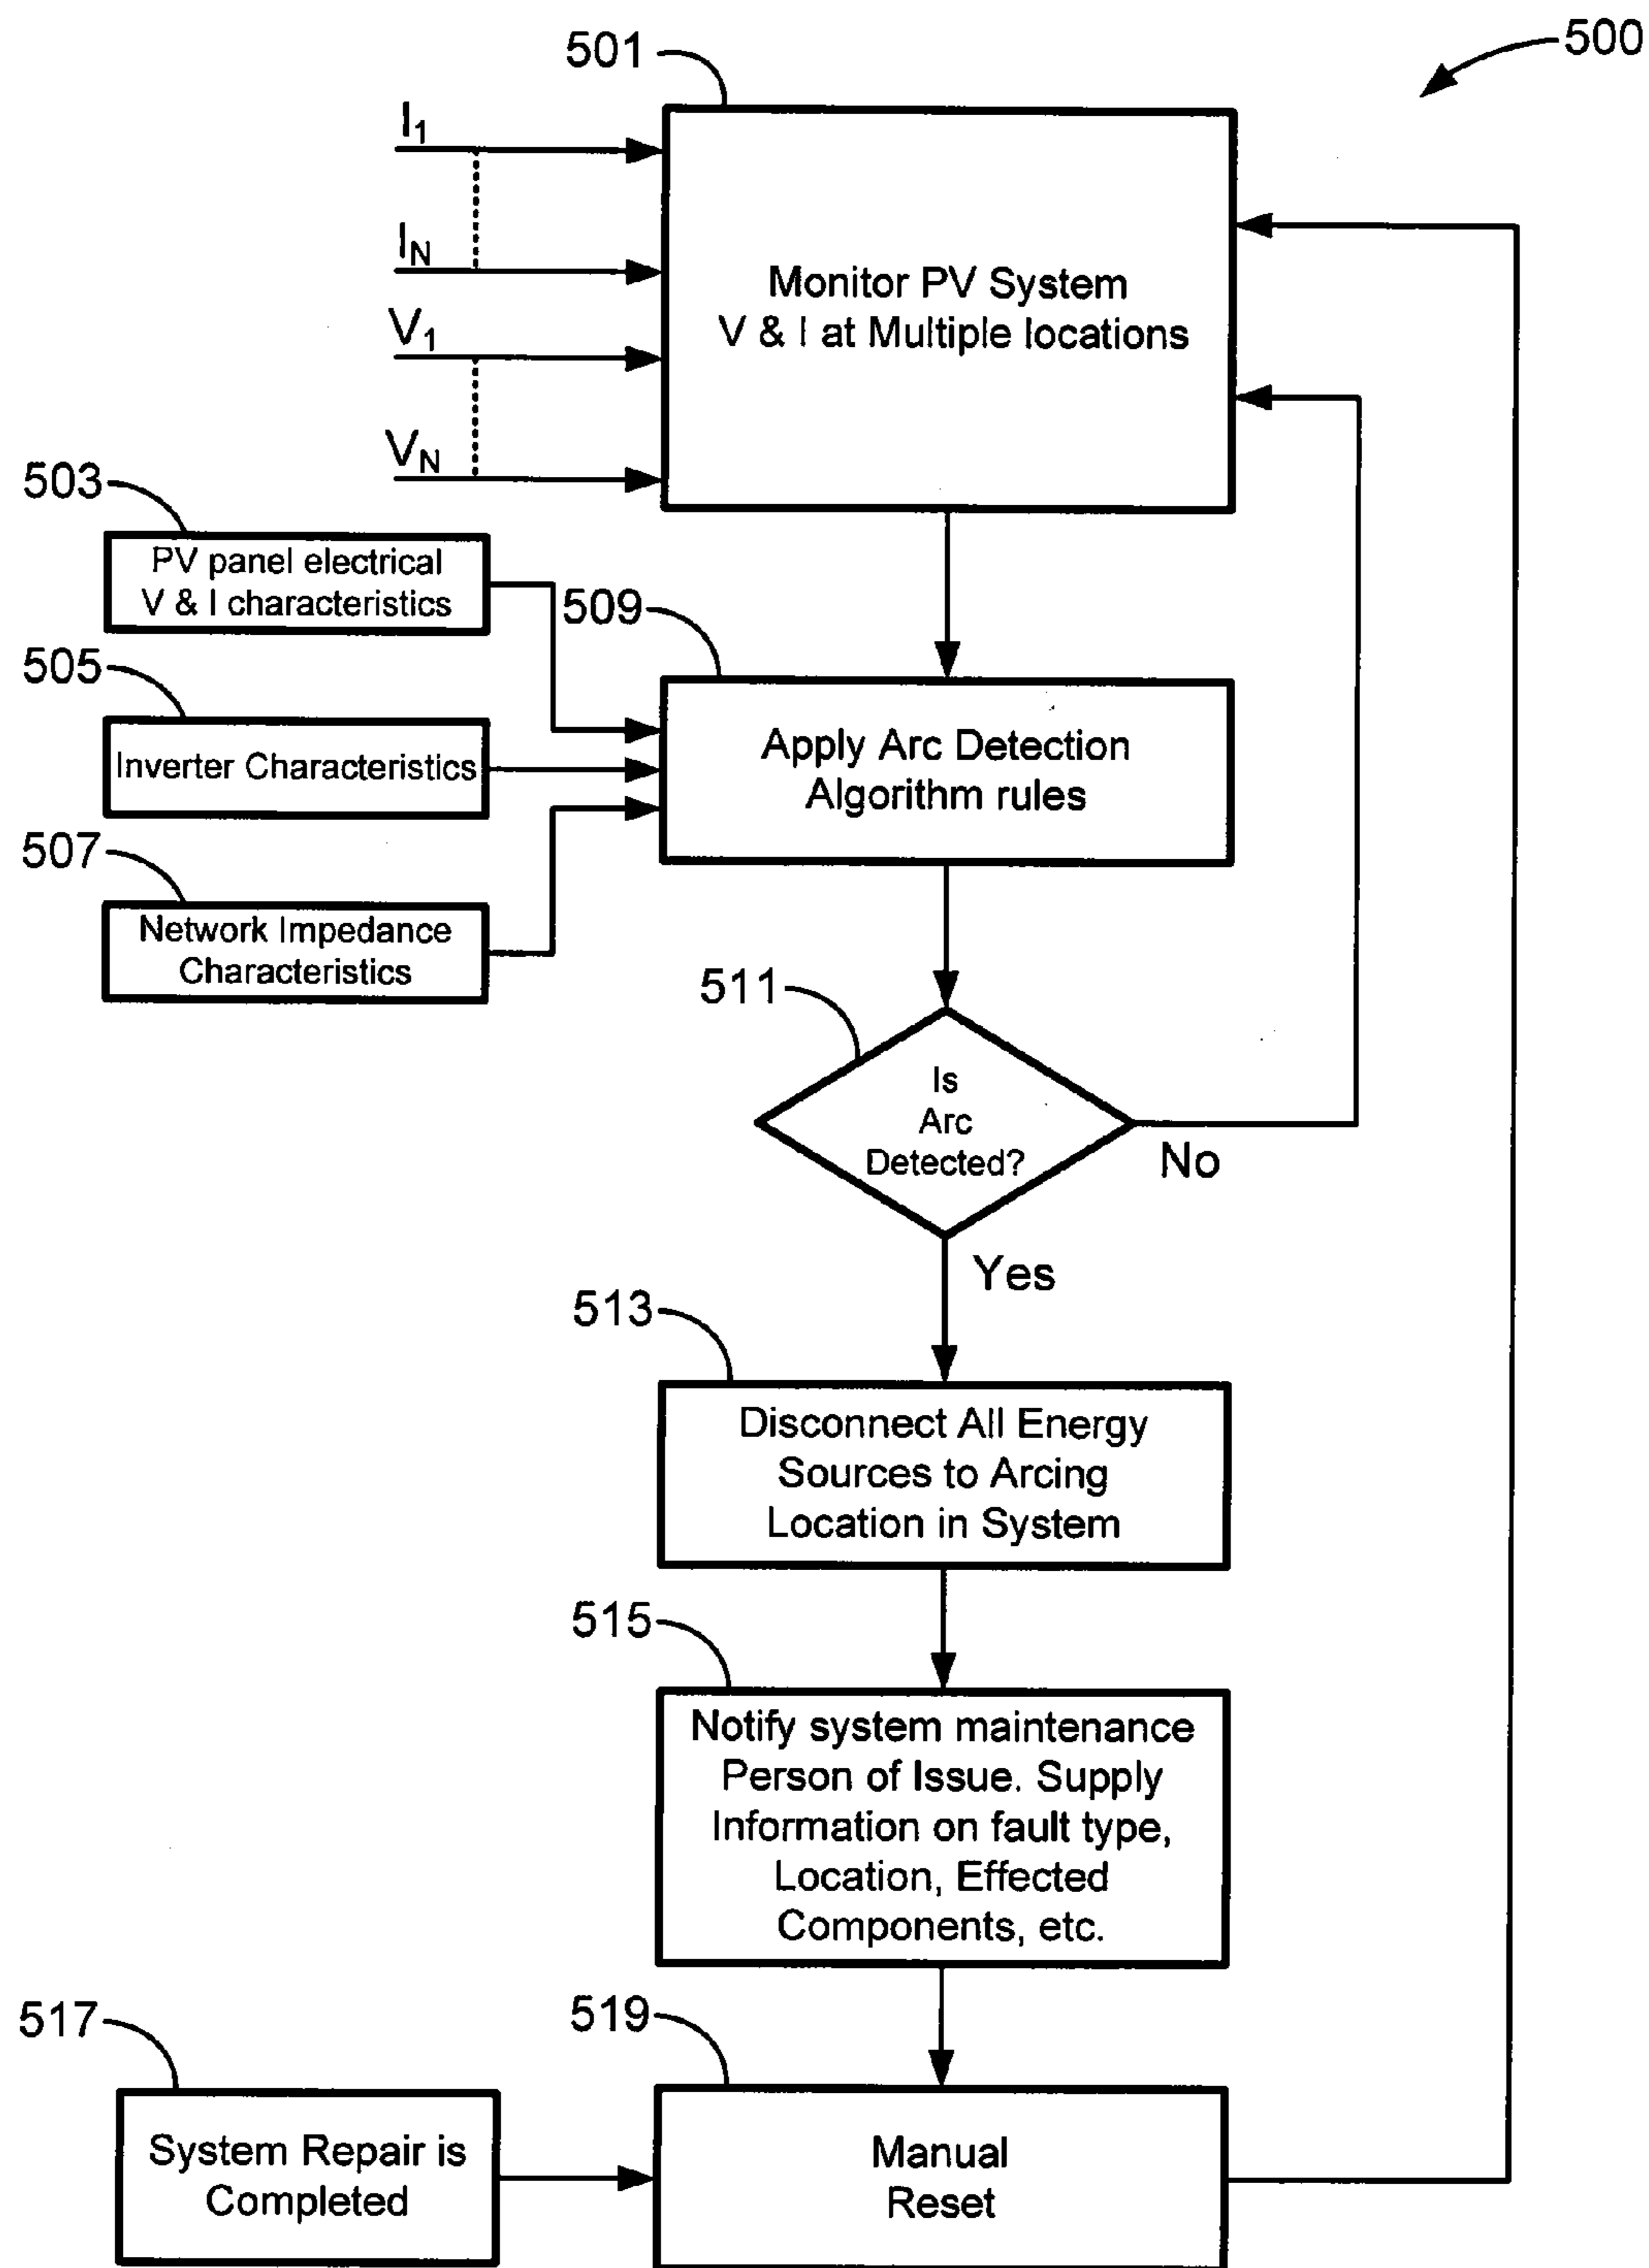 500
501
I1
IN
V1
VN
Monitor PV System
V & I at Multiple locations
503
PV panel electrical
V & I characteristics
505
Inverter Characteristics
507
Network Impedance
Characteristics
509
Apply Arc Detection
Algorithm rules
511
Is
Arc
Detected?
No
Yes
513
Disconnect All Energy
Sources to Arcing
Location in System
515
Notify system maintenance
Person of Issue. Supply
Information on fault type,
Location, Effected
Components, etc.
517
System Repair is
Completed
519
Manual
Reset